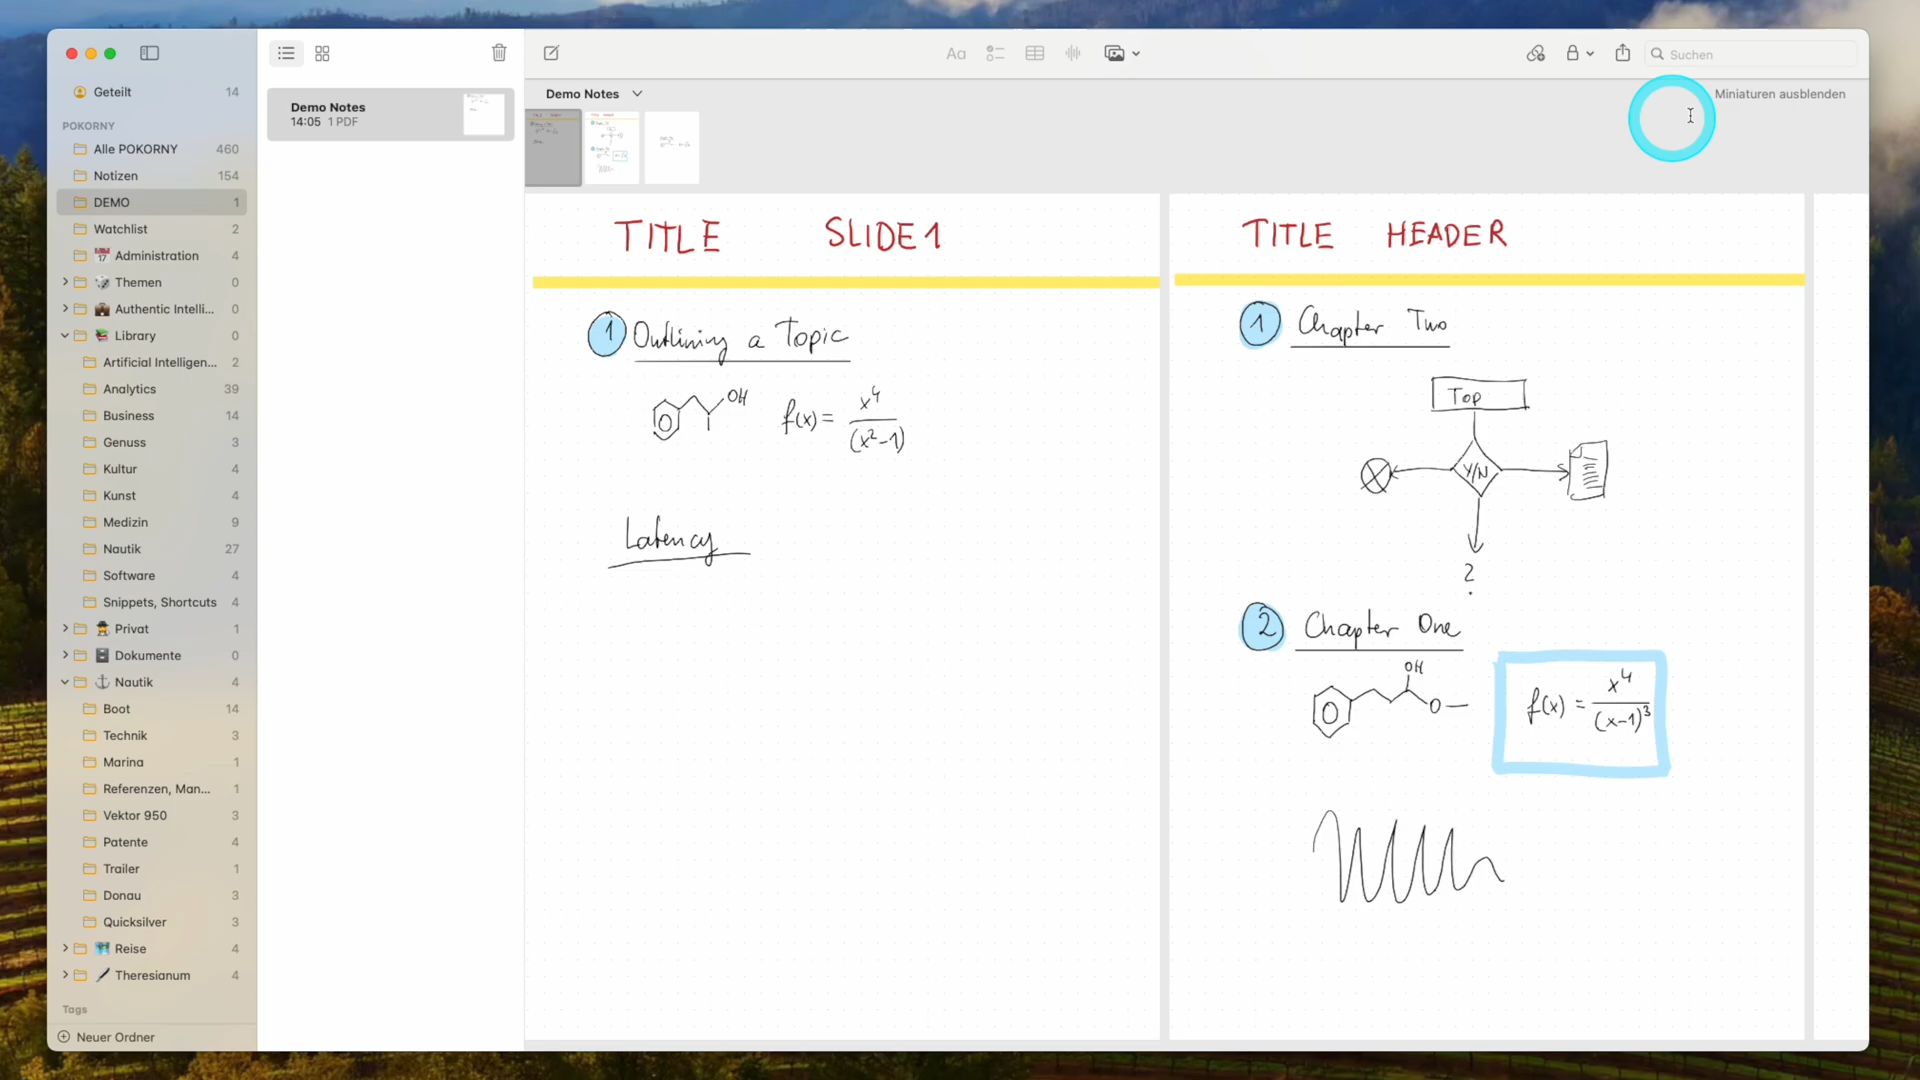 Suchen
Geteilt 14
POKORNY
Alle POKORNY 460
Notizen 154
DEMO 1
Watchlist 2
Administration 4
Themen 0
Authentic Intelli... 0
Library 0
Artificial Intelligen... 2
Analytics 39
Business 14
Genuss 3
Kultur 4
Kunst 4
Medizin 9
Nautik 27
Software 4
Snippets, Shortcuts 4
Privat 1
Dokumente 0
Nautik 4
Boot 14
Technik 3
Marina 1
Referenzen, Man... 1
Vektor 950 3
Patente 4
Trailer 1
Donau 3
Quicksilver 3
Reise 4
Theresianum 4
Tags
Neuer Ordner
Demo Notes
14:05 1 PDF
Aa
Demo Notes
Miniaturen ausblenden
TITLE SLIDE 1
1 Outlining a Topic
OH
f(x) = x⁴ / (x²-1)
Latency
TITLE HEADER
1 Chapter Two
Top
Y/N
?
2 Chapter One
OH
O
f(x) = x⁴ / (x-1)³